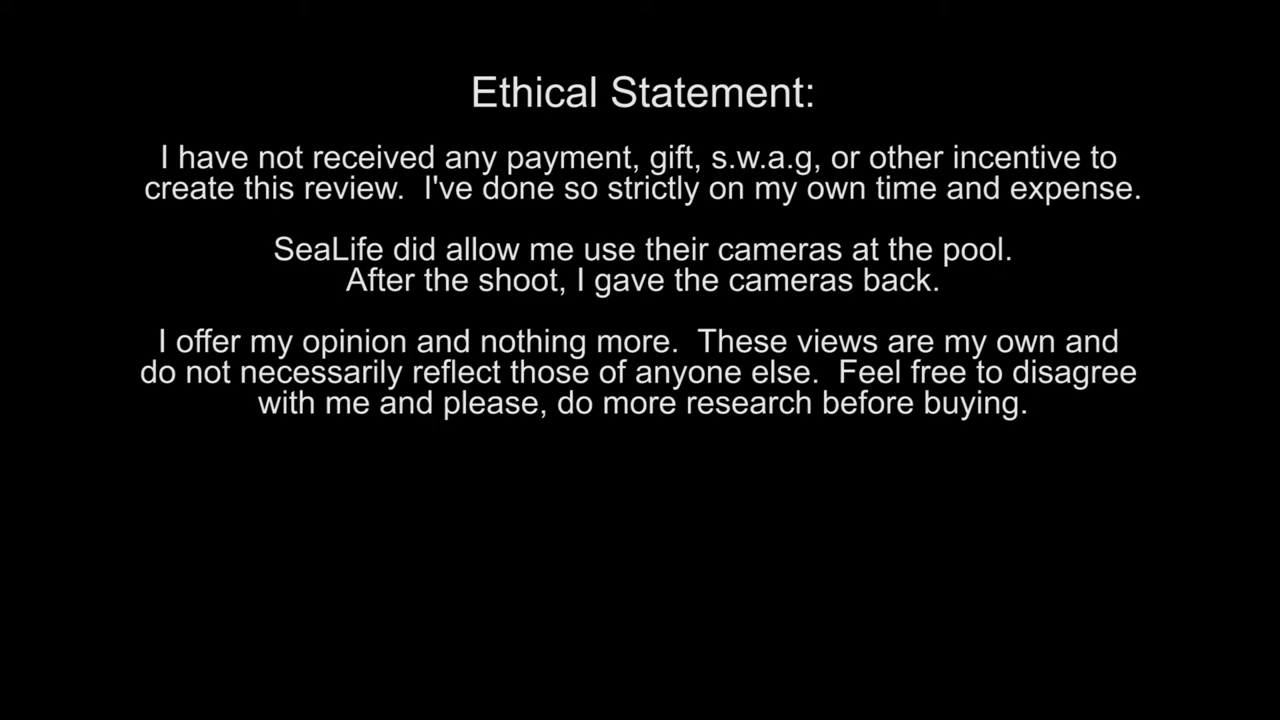 Ethical Statement:
I have not received any payment, gift, s.w.a.g, or other incentive to
create this review.  I've done so strictly on my own time and expense.
SeaLife did allow me use their cameras at the pool.
After the shoot, I gave the cameras back.
I offer my opinion and nothing more.  These views are my own and
do not necessarily reflect those of anyone else.  Feel free to disagree
with me and please, do more research before buying.